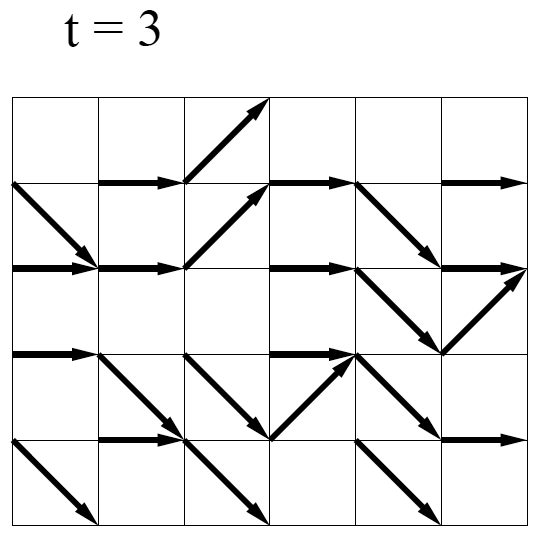 t = 3